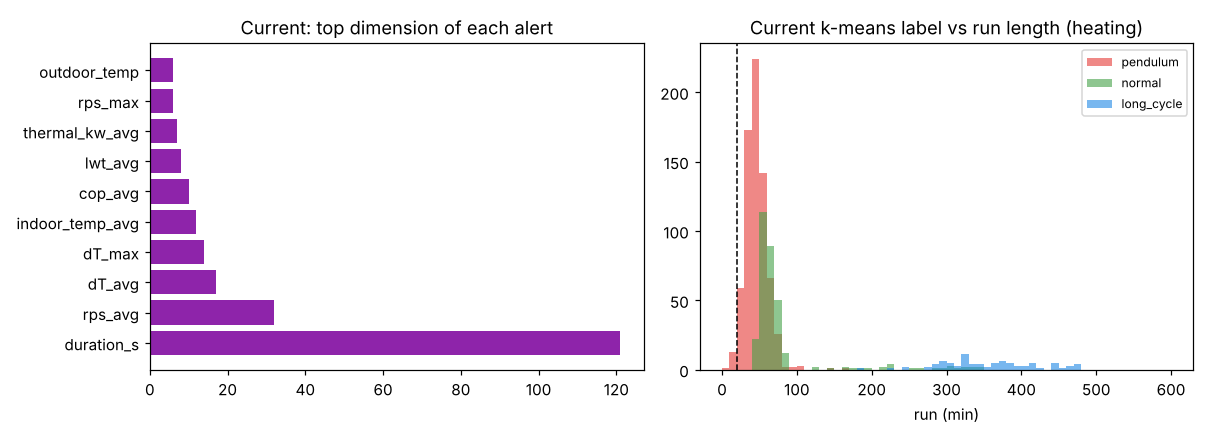 Current: top dimension of each alert
outdoor_temp
rps_max
thermal_kw_avg
lwt_avg
cop_avg
indoor_temp_avg
dT_max
dT_avg
rps_avg
duration_s
0 20 40 60 80 100 120
Current k-means label vs run length (heating)
pendulum
normal
long_cycle
200
150
100
50
0
0 100 200 300 400 500 600
run (min)